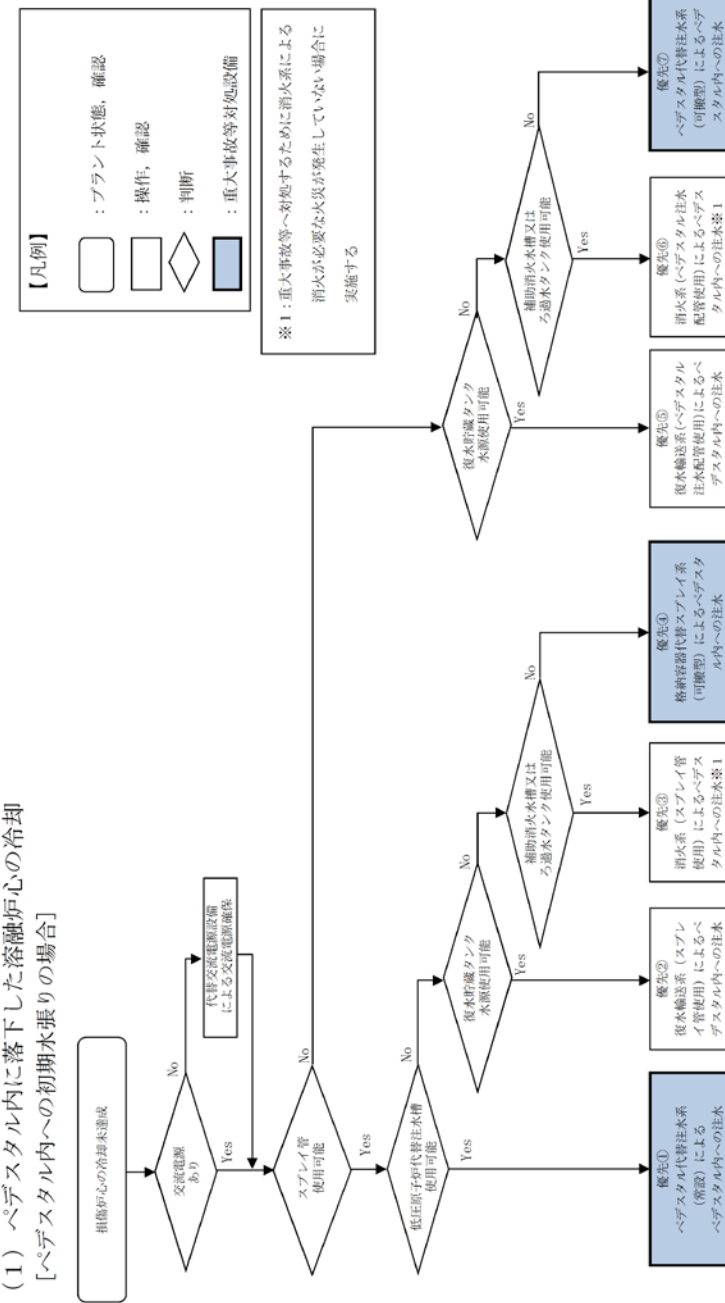 (1) ペデスタル内に落下した溶融炉心の冷却
[ペデスタル内への初期水張りの場合]
【凡例】
：プラント状態，確認
：操作，確認
：判断
：重大事故等対処設備
※1：重大事故等へ対処するために消火系による
消火が必要な火災が発生していない場合に
実施する
損傷炉心の冷却未達成
交流電源
あり
No
Yes
代替交流電源設備
による交流電源確保
スプレイ管
使用可能
No
Yes
低圧原子炉代替注水槽
使用可能
No
Yes
復水貯蔵タンク
水源使用可能
No
Yes
補助消火水槽又は
ろ過水タンク使用可能
No
Yes
復水貯蔵タンク
水源使用可能
No
Yes
補助消火水槽又は
ろ過水タンク使用可能
No
Yes
優先①
ペデスタル代替注水系
（常設）による
ペデスタル内への注水
優先②
復水輸送系（スプレ
イ管使用）によるペ
デスタル内への注水
優先③
消火系（スプレイ管
使用）によるペデス
タル内への注水※1
優先④
格納容器代替スプレイ系
（可搬型）によるペデスタ
ル内への注水
優先⑤
復水輸送系(ペデスタル
注水配管使用)によるペ
デスタル内への注水
優先⑥
消火系(ペデスタル注水
配管使用)によるペデス
タル内への注水※1
優先⑦
ペデスタル代替注水系
（可搬型）によるペデ
スタル内への注水